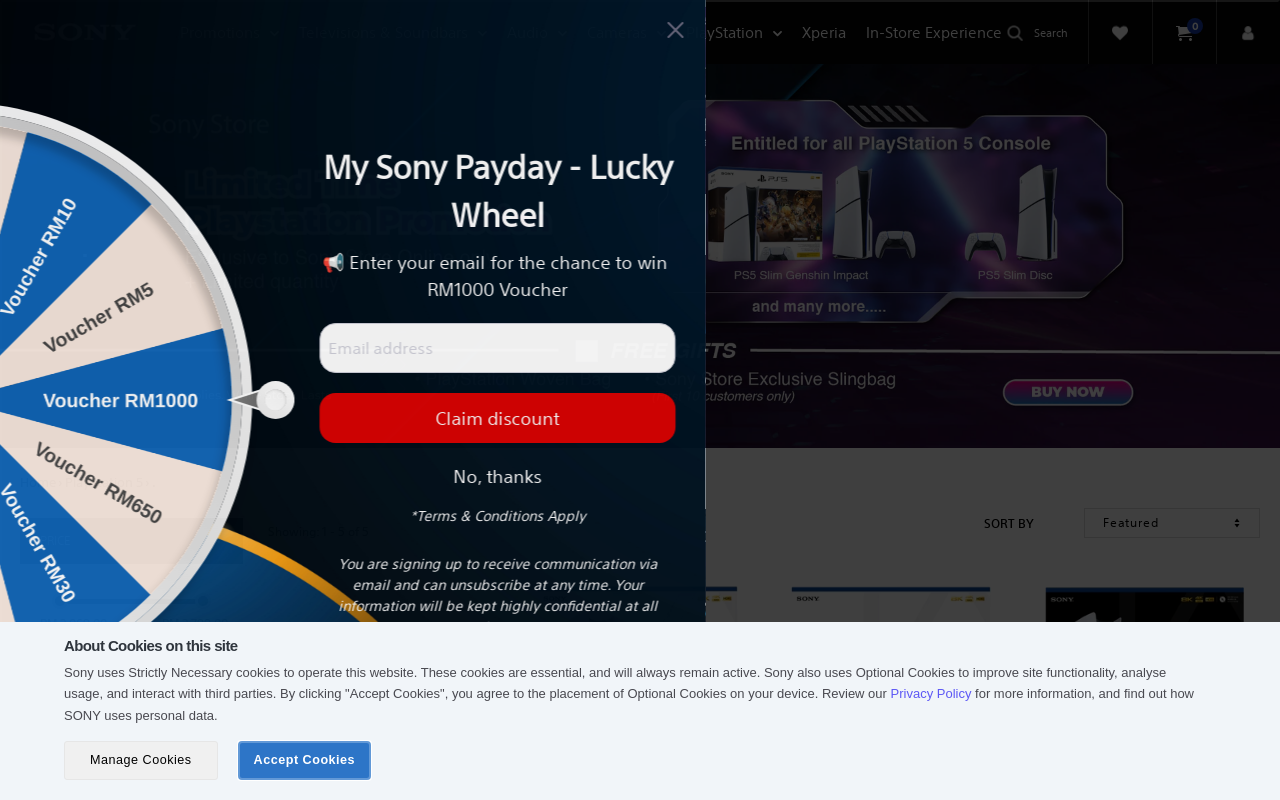 SONY
PlayStation
Xperia
In-Store Experience
Search
0
Sony Store
My Sony Payday - Lucky
Wheel
📢 Enter your email for the chance to win
RM1000 Voucher
Email address
Claim discount
No, thanks
*Terms & Conditions Apply
You are signing up to receive communication via
email and can unsubscribe at any time. Your
information will be kept highly confidential at all
Voucher RM10
Voucher RM5
Voucher RM1000
Voucher RM650
Voucher RM30
Entitled for all PlayStation 5 Console
PS5 Slim Genshin Impact
PS5 Slim Disc
and many more.....
FREE GIFTS
Store Exclusive Slingbag
customers only)
BUY NOW
SORT BY
Featured
SONY
SONY
About Cookies on this site
Sony uses Strictly Necessary cookies to operate this website. These cookies are essential, and will always remain active. Sony also uses Optional Cookies to improve site functionality, analyse
usage, and interact with third parties. By clicking "Accept Cookies", you agree to the placement of Optional Cookies on your device. Review our Privacy Policy for more information, and find out how
SONY uses personal data.
Manage Cookies
Accept Cookies